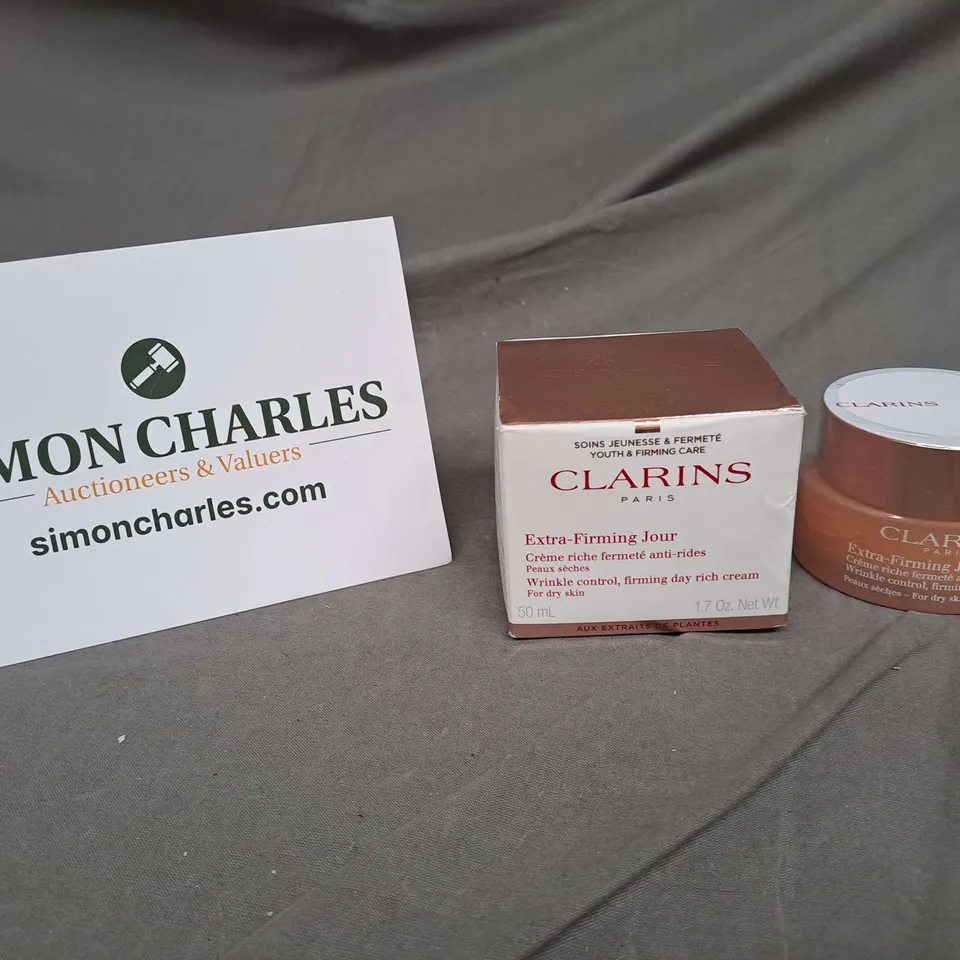 MON CHARLES
Auctioneers & Valuers
simoncharles.com
SOINS JEUNESSE & FERMETÉ
YOUTH & FIRMING CARE
CLARINS
PARIS
Extra-Firming Jour
Crème riche fermeté anti-rides
Peaux sèches
Wrinkle control, firming day rich cream
For dry skin
50 mL 1.7 Oz. Net Wt.
AUX EXTRAITS DE PLANTES
CLARINS
CLAR
PARI
Extra-Firming J
Crème riche fermeté a
Wrinkle control, firmin
Peaux sèches - For dry ski